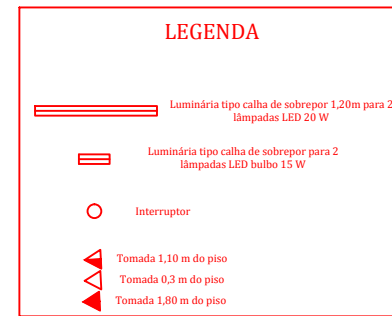 LEGENDA
Luminária tipo calha de sobrepor 1,20m para 2
lâmpadas LED 20 W
Luminária tipo calha de sobrepor para 2
lâmpadas LED bulbo 15 W
Interruptor
Tomada 1,10 m do piso
Tomada 0,3 m do piso
Tomada 1,80 m do piso